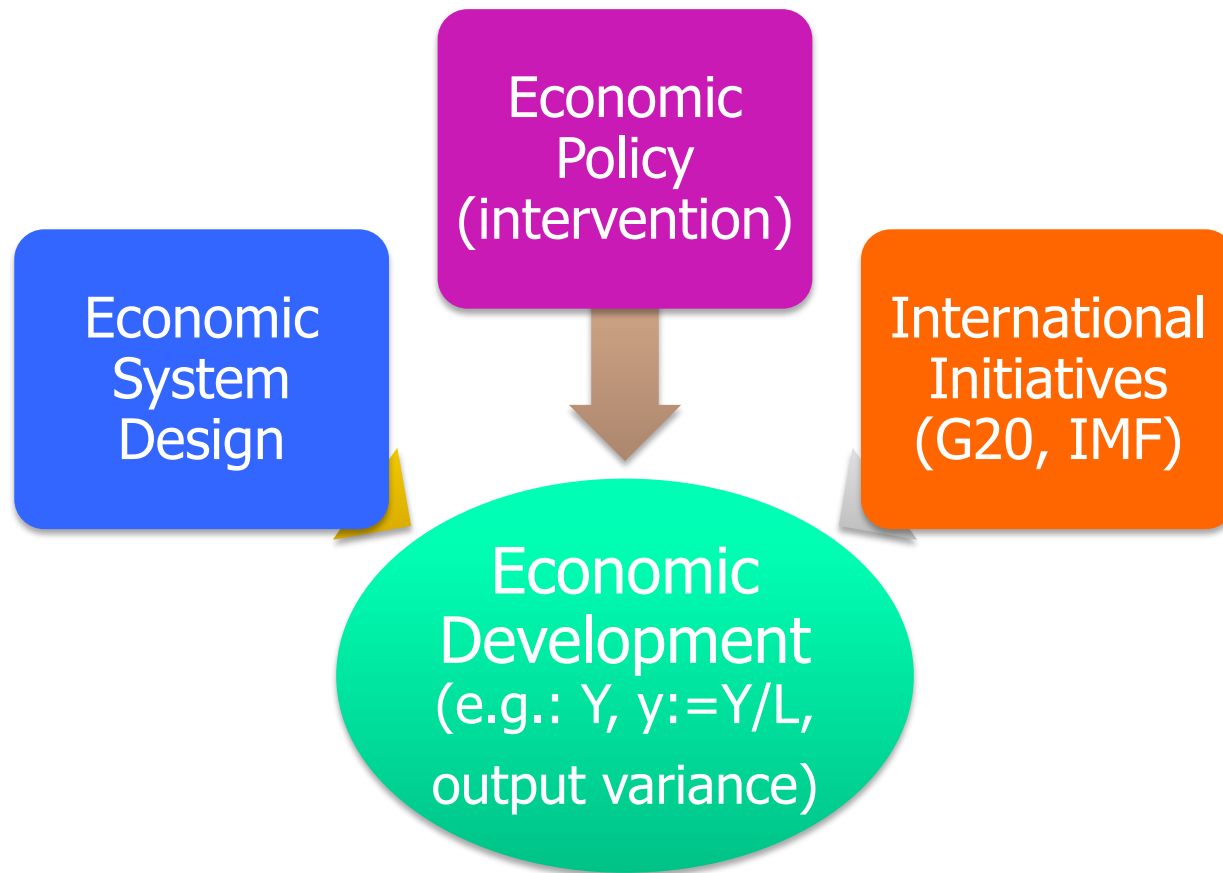 Economic
Policy
(intervention)
Economic
System
Design
International
Initiatives
(G20, IMF)
Economic
Development
(e.g.: Y, y:=Y/L,
output variance)